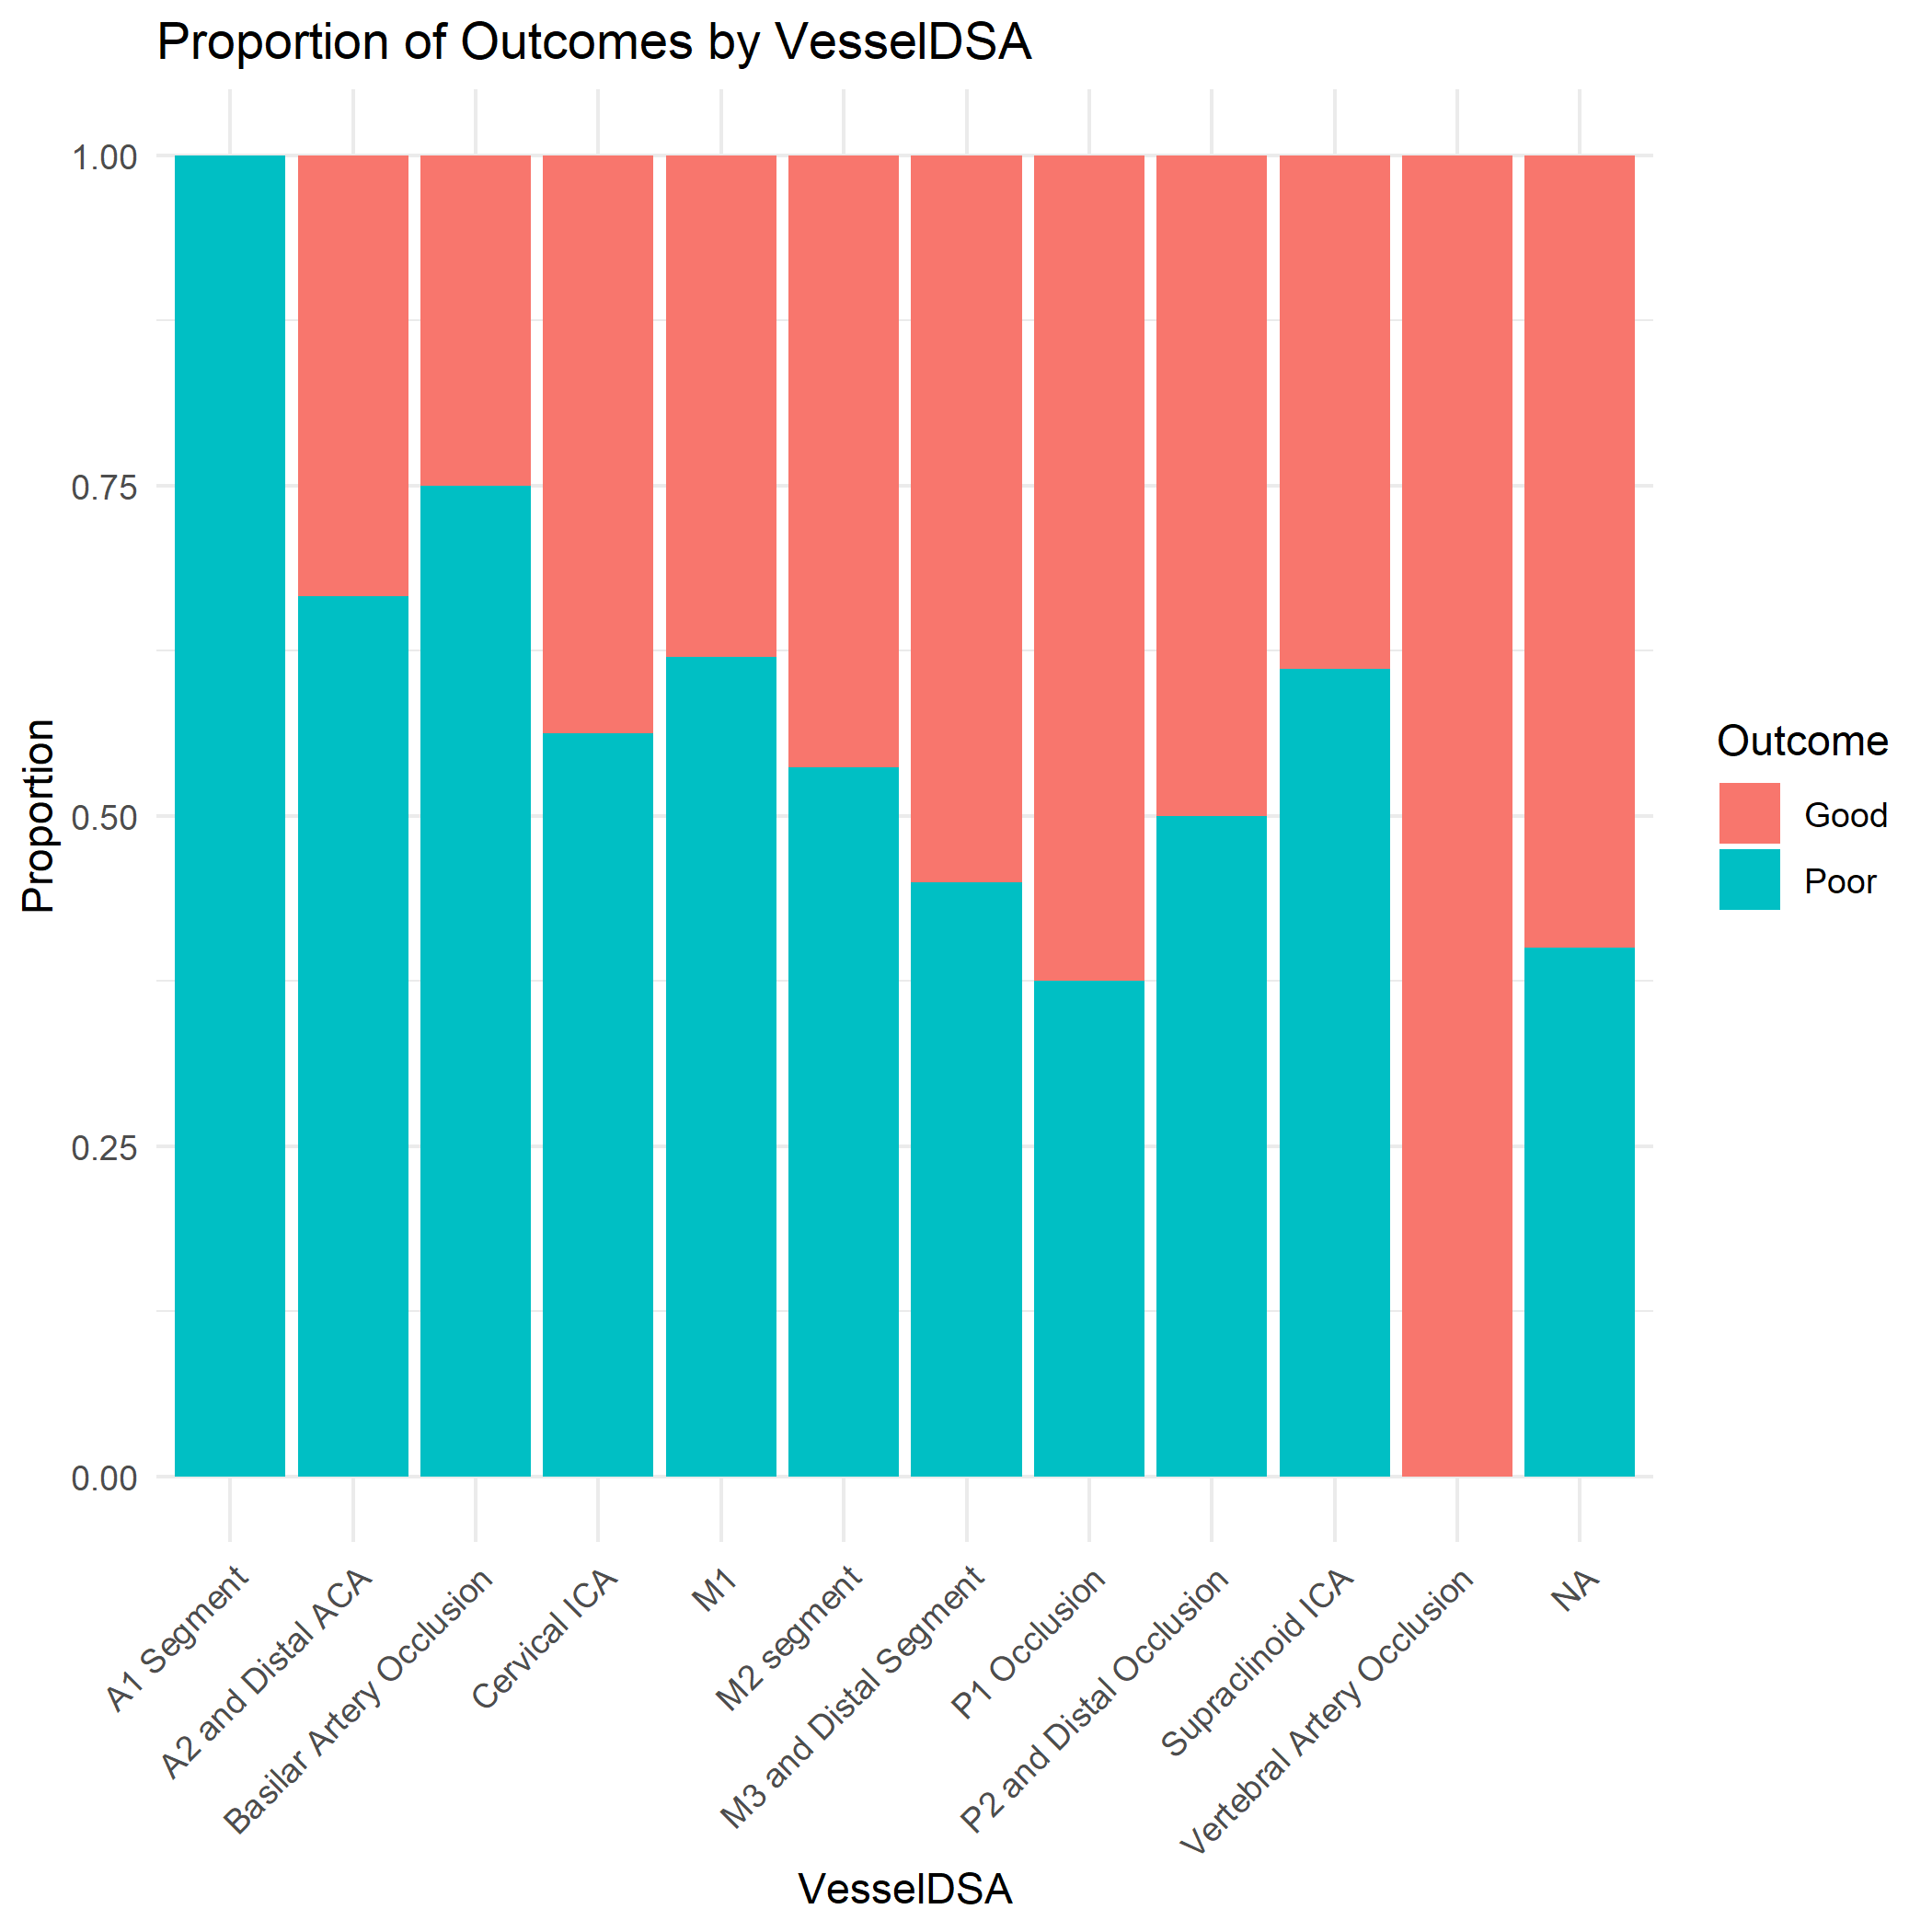 Proportion of Outcomes by VesselDSA
1.00
0.75
0.50
0.25
0.00
Proportion
A1 Segment
A2 and Distal ACA
Basilar Artery Occlusion
Cervical ICA
M1
M2 segment
M3 and Distal Segment
P1 Occlusion
P2 and Distal Occlusion
Supraclinoid ICA
Vertebral Artery Occlusion
NA
VesselDSA
Outcome
Good
Poor